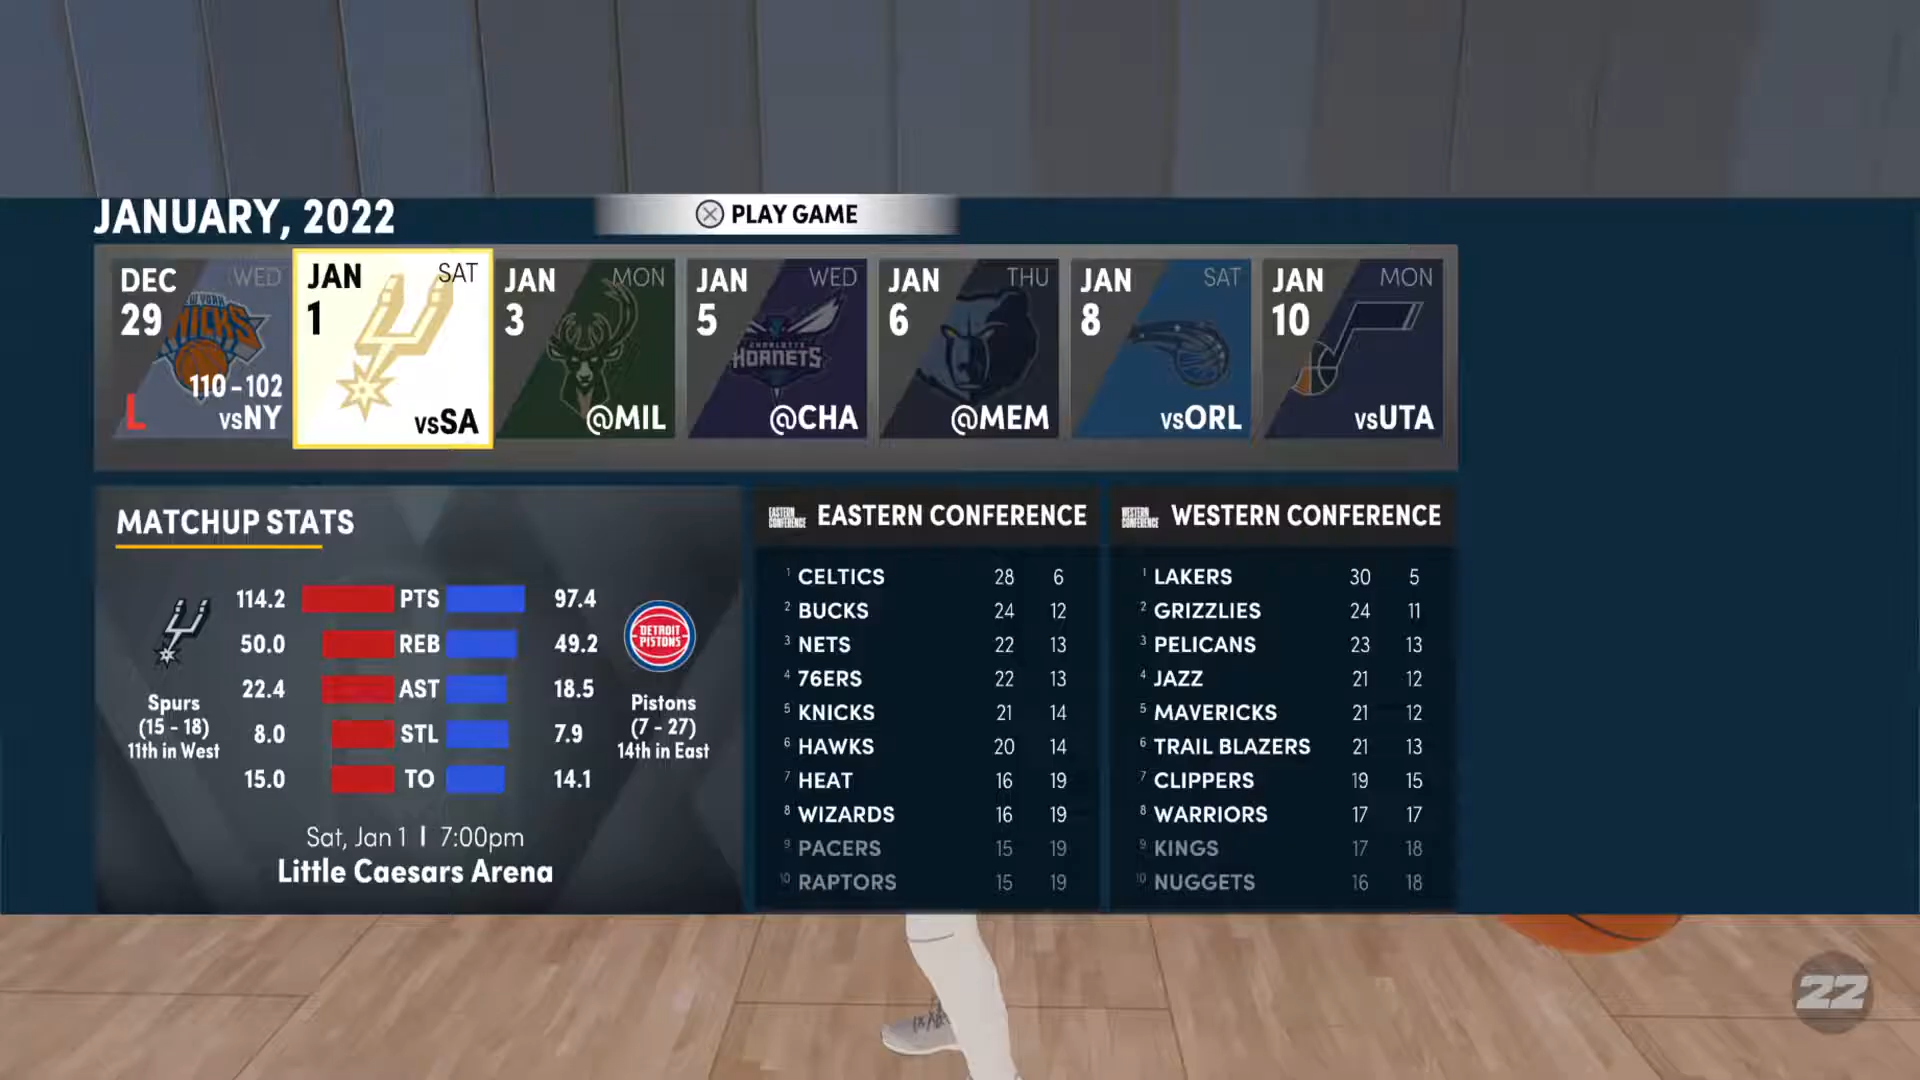 JANUARY, 2022
PLAY GAME
DEC 29 WED
NEW YORK
KNICKS
L 110-102
vsNY
JAN 1 SAT
vsSA
JAN 3 MON
@MIL
JAN 5 WED
CHARLOTTE
HORNETS
@CHA
JAN 6 THU
@MEM
JAN 8 SAT
vsORL
JAN 10 MON
vsUTA
MATCHUP STATS
114.2 PTS 97.4
50.0 REB 49.2
22.4 AST 18.5
8.0 STL 7.9
15.0 TO 14.1
Spurs
(15 - 18)
11th in West
DETROIT
PISTONS
Pistons
(7 - 27)
14th in East
Sat, Jan 1 | 7:00pm
Little Caesars Arena
EASTERN CONFERENCE EASTERN CONFERENCE
1 CELTICS 28 6
2 BUCKS 24 12
3 NETS 22 13
4 76ERS 22 13
5 KNICKS 21 14
6 HAWKS 20 14
7 HEAT 16 19
8 WIZARDS 16 19
9 PACERS 15 19
10 RAPTORS 15 19
WESTERN CONFERENCE WESTERN CONFERENCE
1 LAKERS 30 5
2 GRIZZLIES 24 11
3 PELICANS 23 13
4 JAZZ 21 12
5 MAVERICKS 21 12
6 TRAIL BLAZERS 21 13
7 CLIPPERS 19 15
8 WARRIORS 17 17
9 KINGS 17 18
10 NUGGETS 16 18
22